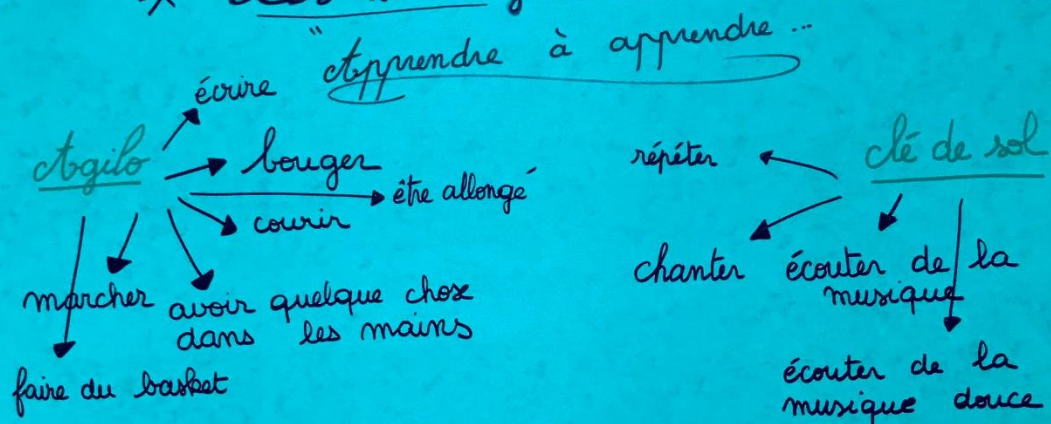 "Apprendre à apprendre...
Agilo
écrire
bouger
être allongé
courir
avoir quelque chose
dans les mains
marcher
faire du basket
clé de sol
répéter
chanter
écouter de la
musique
écouter de la
musique douce